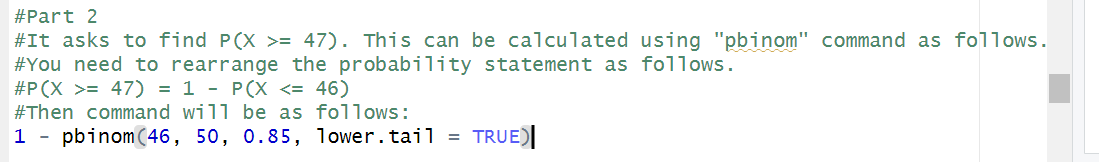 #Part 2
#It asks to find P(X >= 47). This can be calculated using "pbinom" command as follows.
#You need to rearrange the probability statement as follows.
#P(X >= 47) = 1 - P(X <= 46)
#Then command will be as follows:
1 - pbinom(46, 50, 0.85, lower.tail = TRUE)